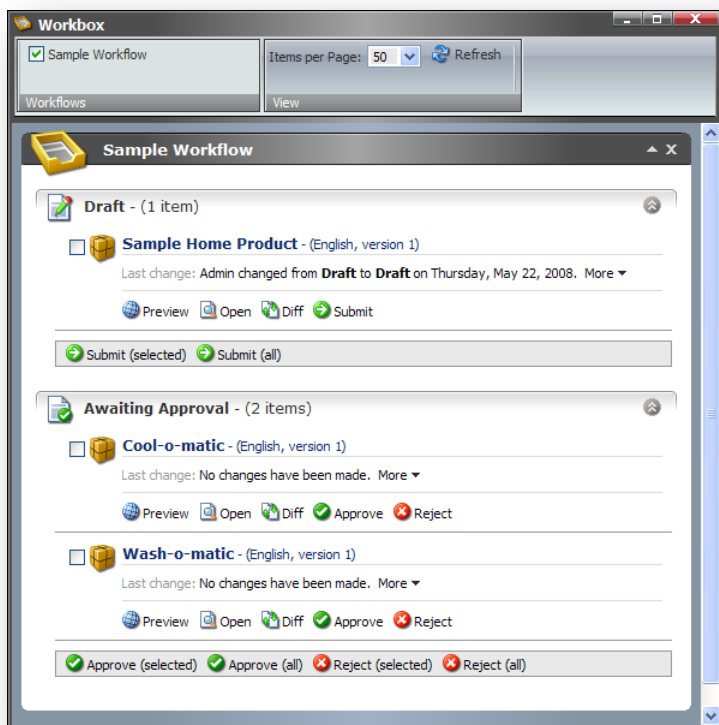 Workbox
Sample Workflow
Items per Page: 50 Refresh
Workflows
View
Sample Workflow
Draft - (1 item)
Sample Home Product - (English, version 1)
Last change: Admin changed from Draft to Draft on Thursday, May 22, 2008. More
Preview Open Diff Submit
Submit (selected) Submit (all)
Awaiting Approval - (2 items)
Cool-o-matic - (English, version 1)
Last change: No changes have been made. More
Preview Open Diff Approve Reject
Wash-o-matic - (English, version 1)
Last change: No changes have been made. More
Preview Open Diff Approve Reject
Approve (selected) Approve (all) Reject (selected) Reject (all)